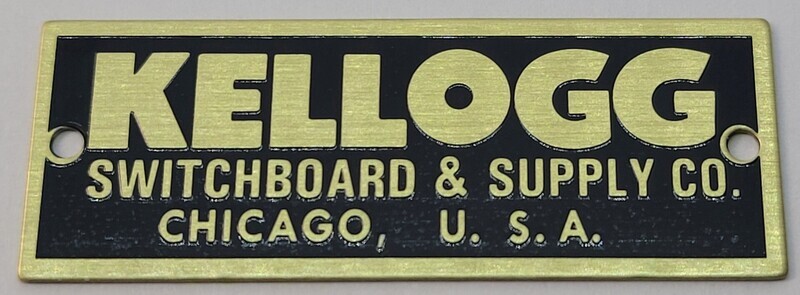 KELLOGG
SWITCHBOARD & SUPPLY CO.
CHICAGO, U. S. A.